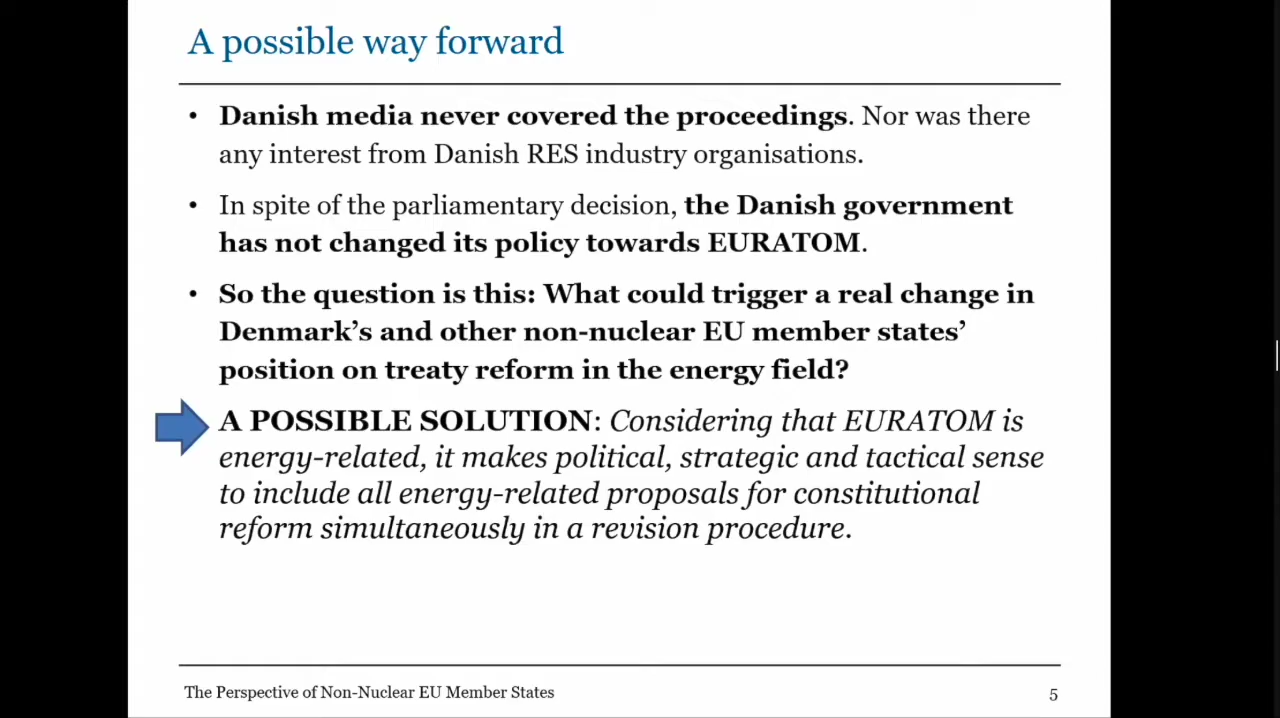 A possible way forward
• Danish media never covered the proceedings. Nor was there
any interest from Danish RES industry organisations.
• In spite of the parliamentary decision, the Danish government
has not changed its policy towards EURATOM.
• So the question is this: What could trigger a real change in
Denmark’s and other non-nuclear EU member states’
position on treaty reform in the energy field?
A POSSIBLE SOLUTION: Considering that EURATOM is
energy-related, it makes political, strategic and tactical sense
to include all energy-related proposals for constitutional
reform simultaneously in a revision procedure.
The Perspective of Non-Nuclear EU Member States
5